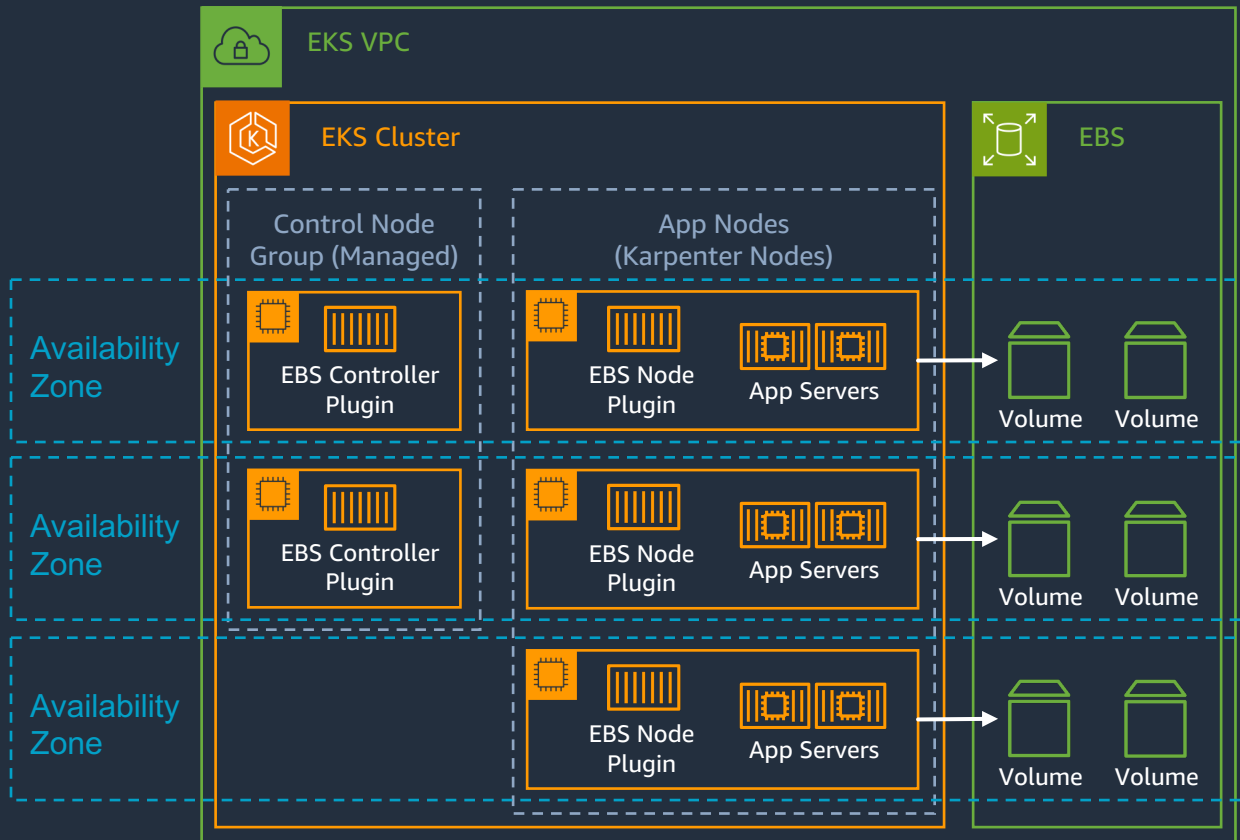 EKS VPC
EKS Cluster
EBS
Control Node
Group (Managed)
App Nodes
(Karpenter Nodes)
Availability
Zone
EBS Controller
Plugin
EBS Node
Plugin
App Servers
Volume
Volume
Availability
Zone
EBS Controller
Plugin
EBS Node
Plugin
App Servers
Volume
Volume
Availability
Zone
EBS Node
Plugin
App Servers
Volume
Volume